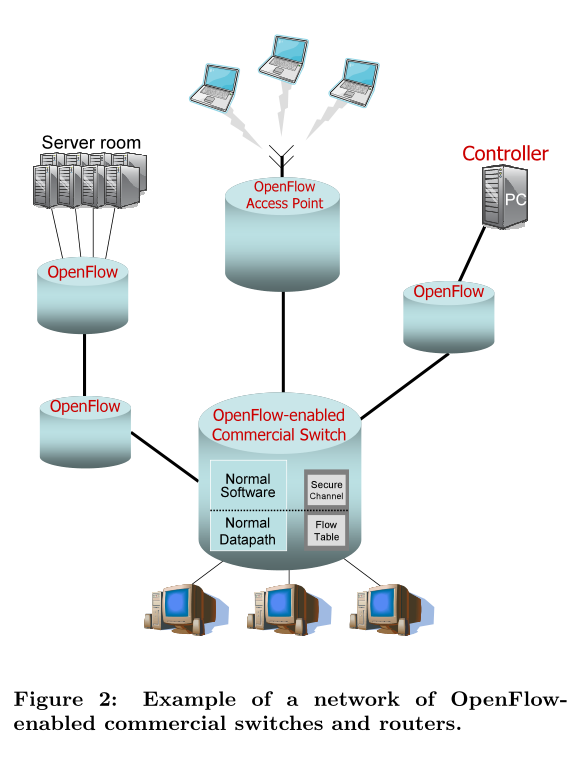 Server room
Controller
PC
OpenFlow
Access Point
OpenFlow
OpenFlow
OpenFlow
OpenFlow-enabled
Commercial Switch
Normal
Software
Secure
Channel
Normal
Datapath
Flow
Table
Figure 2: Example of a network of OpenFlow-
enabled commercial switches and routers.